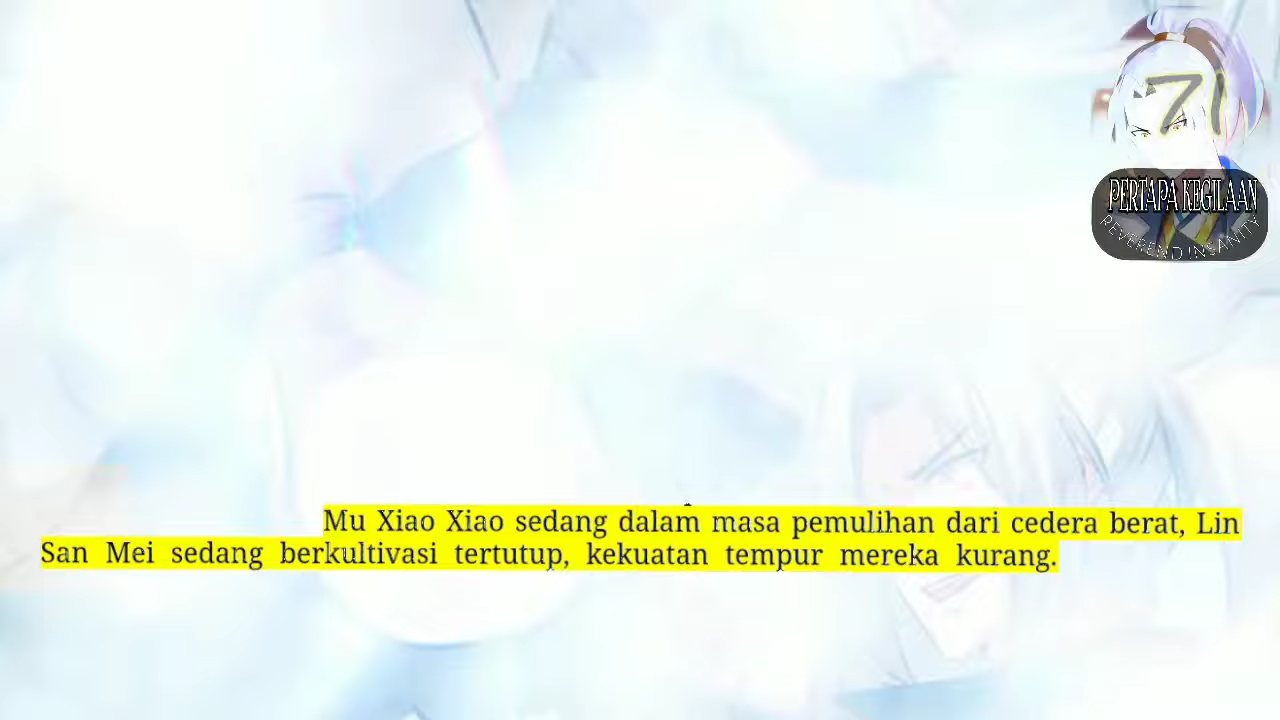 71
PERTAPA KEGILAAN
REVEREND INSANITY
Mu Xiao Xiao sedang dalam masa pemulihan dari cedera berat, Lin
San Mei sedang berkultivasi tertutup, kekuatan tempur mereka kurang.